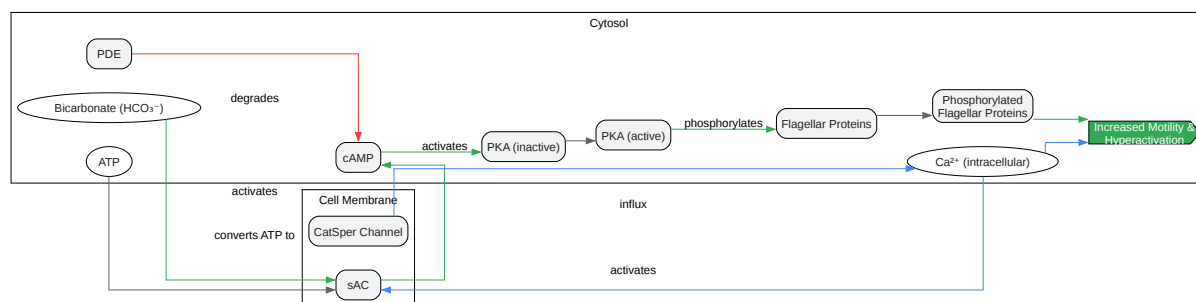 Cytosol
PDE
degrades
Bicarbonate (HCO₃⁻)
ATP
cAMP
activates
PKA (inactive)
PKA (active)
phosphorylates
Flagellar Proteins
Phosphorylated
Flagellar Proteins
Increased Motility &
Hyperactivation
Ca²⁺ (intracellular)
activates
Cell Membrane
influx
CatSper Channel
converts ATP to
activates
sAC